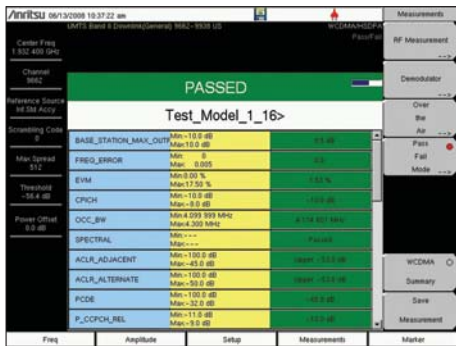 Anritsu 06/13/2008 10:37:22 am
UMTS Band II Downlink(General) 9662-9938 US
WCDMA/HSDPA
Pass/Fail
Center Freq
1.932 400 GHz
Channel
9662
Reference Source
Int Std Accy
Scrambling Code
0
Max Spread
512
Threshold
-56.4 dB
Power Offset
0.0 dB
PASSED
Test_Model_1_16>
BASE_STATION_MAX_OUTP Min:-10.0 dB
Max:10.0 dB
FREQ_ERROR Min: 0
Max: 0.005
EVM Min:0.00 %
Max:17.50 %
CPICH Min:-10.0 dB
Max:-8.0 dB
OCC_BW Min:4.099 999 MHz
Max:4.300 MHz
SPECTRAL Min:---
Max:---
Passed
ACLR_ADJACENT Min:-100.0 dB
Max:-45.0 dB
ACLR_ALTERNATE Min:-100.0 dB
Max:-50.0 dB
PCDE Min:-100.0 dB
Max:-32.0 dB
P_CCPCH_REL Min:-11.0 dB
Max:-9.0 dB
Measurements
RF Measurement
-->
Demodulator
-->
Over
the
Air -->
Pass
Fail
Mode -->
WCDMA
Summary
Save
Measurement
Freq Amplitude Setup Measurements Marker